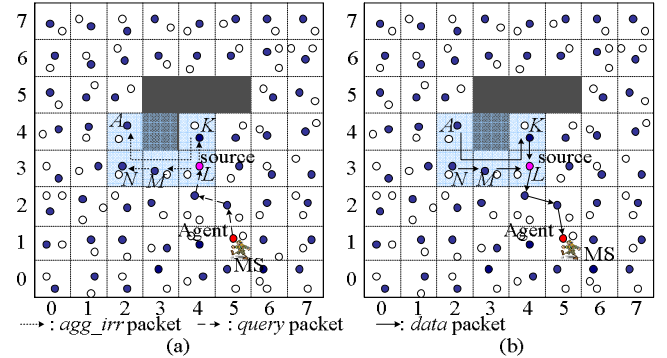 7 7
6 6
5 5
4 A K 4 A K
source source
3 N M L 3 N M L
2 2
Agent Agent
1 1
MS MS
0 0
0 1 2 3 4 5 6 7 0 1 2 3 4 5 6 7
: agg_irr packet : query packet : data packet
(a) (b)